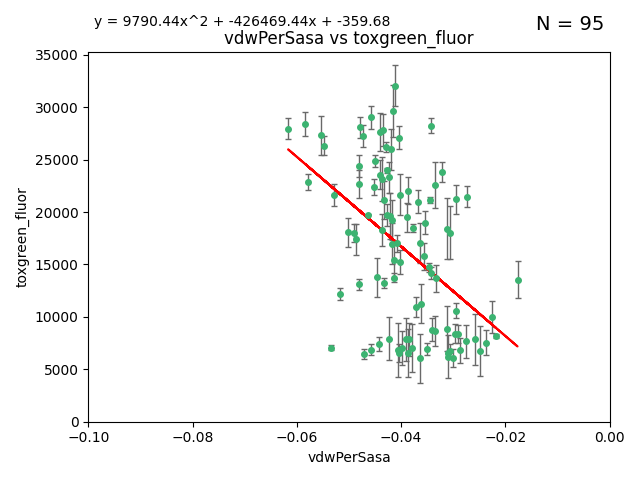 y = 9790.44x^2 + -426469.44x + -359.68
N = 95
vdwPerSasa vs toxgreen_fluor
35000
30000
25000
20000
15000
10000
5000
0
toxgreen_fluor
−0.10 −0.08 −0.06 −0.04 −0.02 0.00
vdwPerSasa